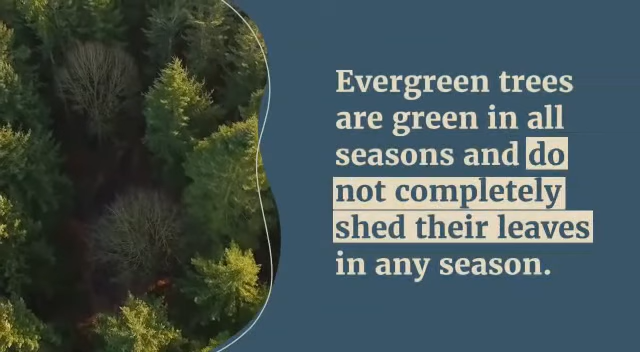 Evergreen trees
are green in all
seasons and do
not completely
shed their leaves
in any season.